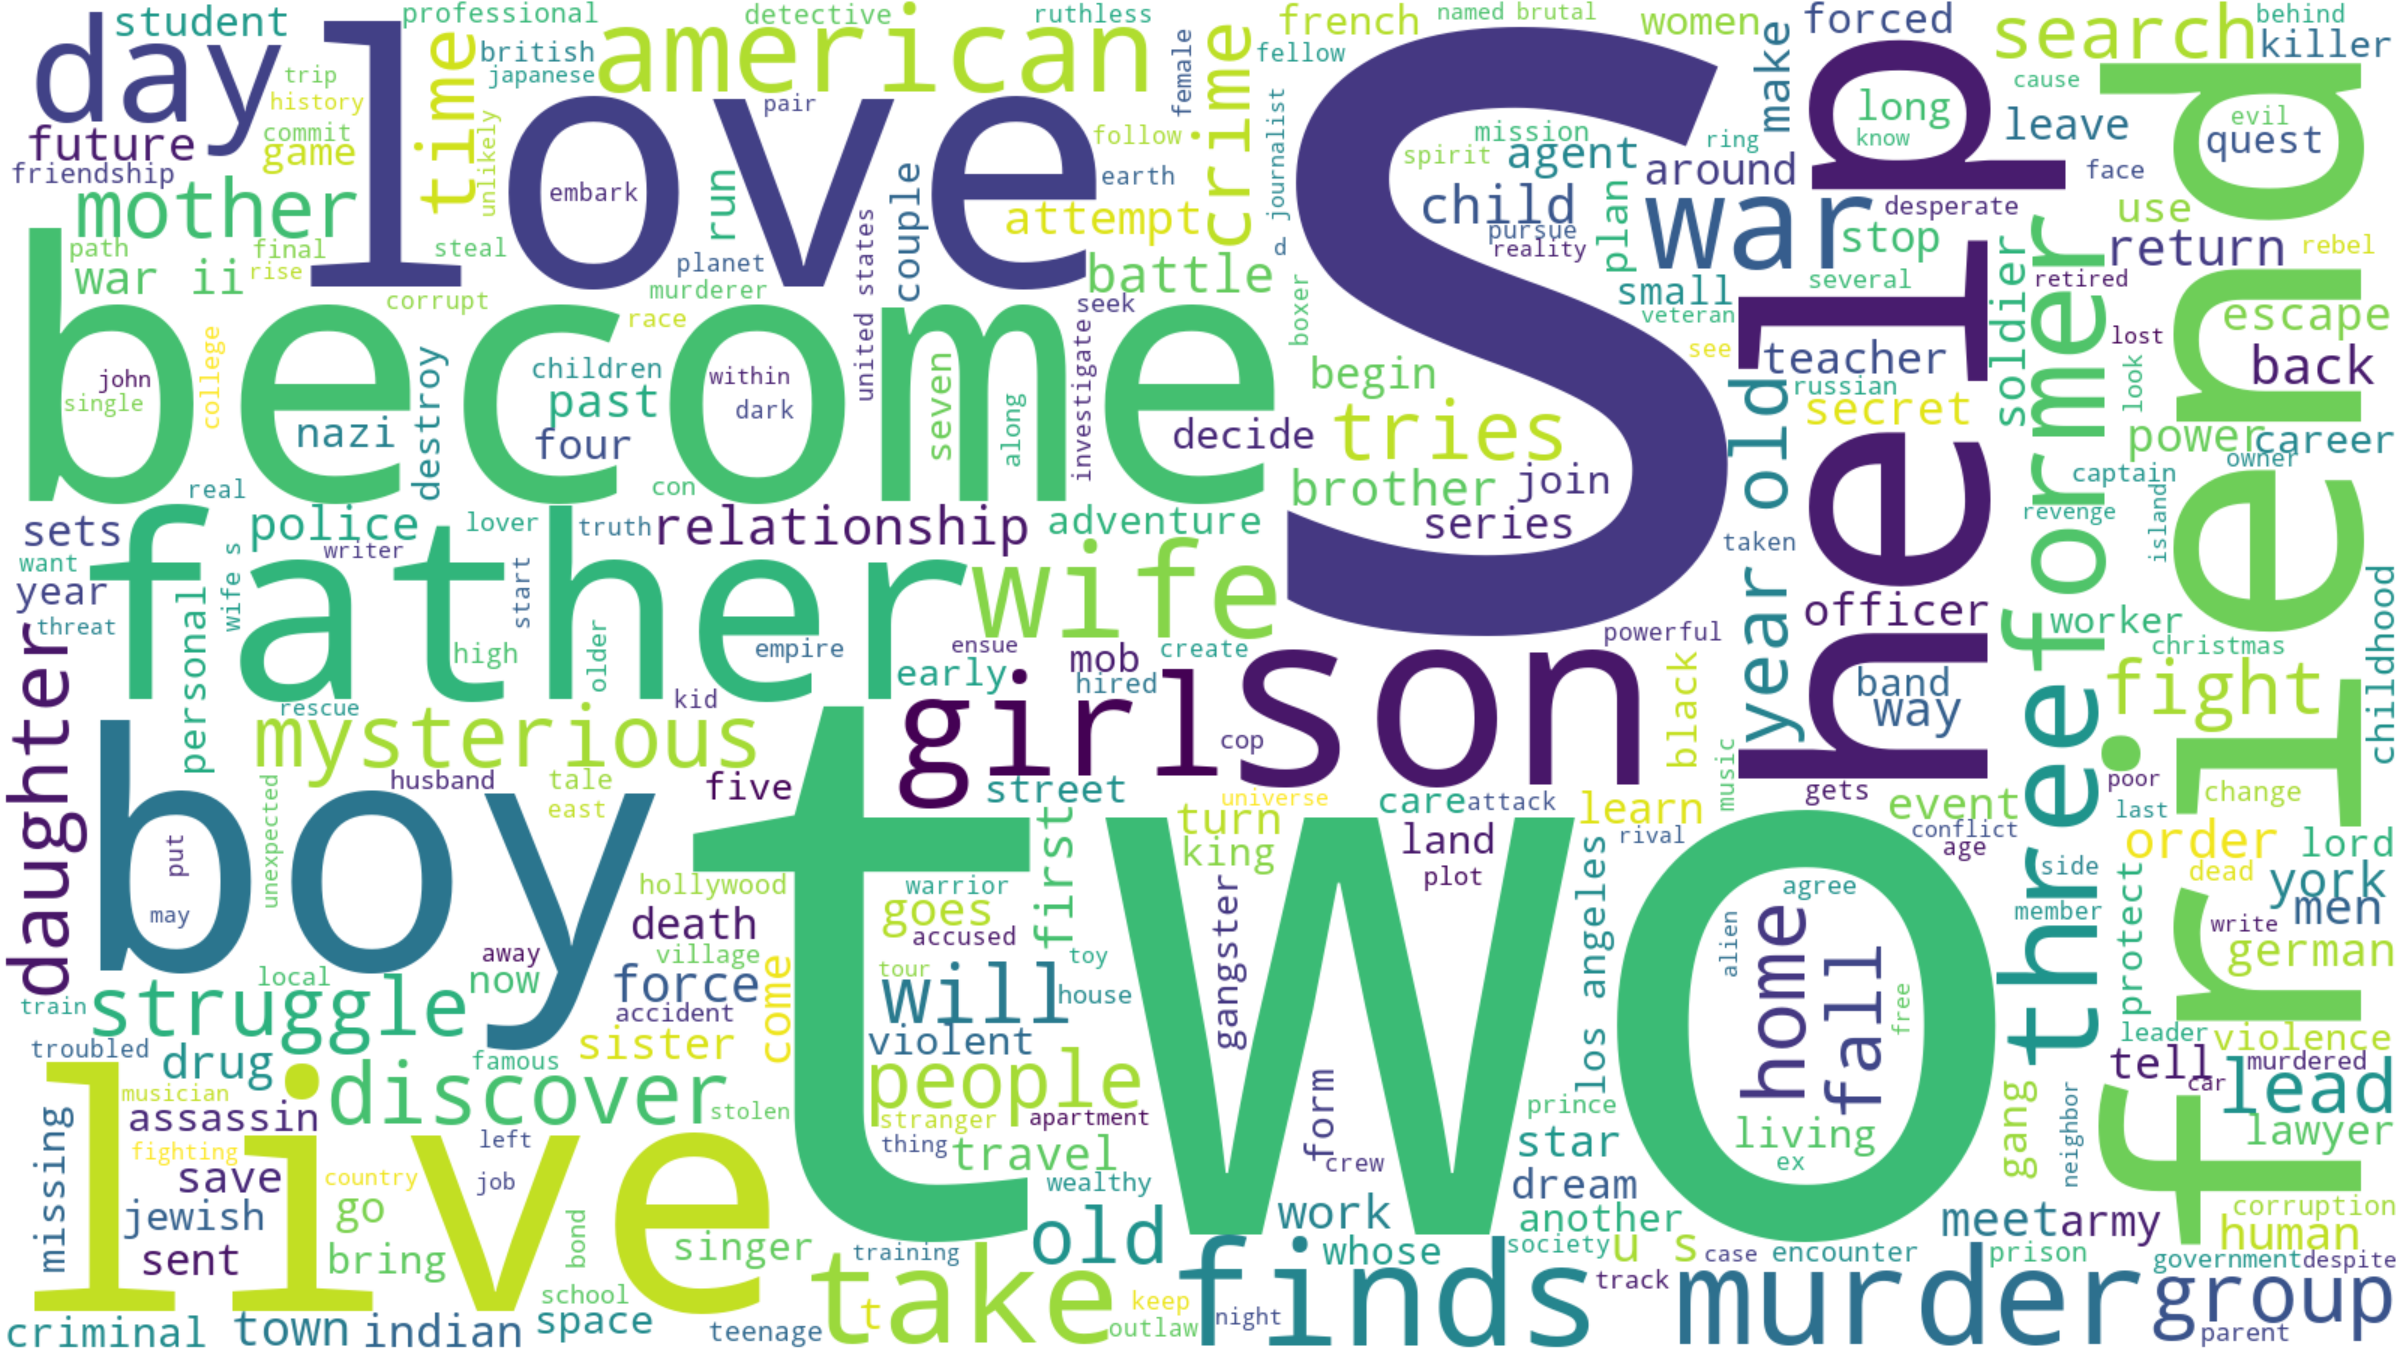 student
professional
detective
ruthless
french
named
brutal
women
forced
search
behind
killer
day
love
time
british
japanese
american
pair
female
crime
fellow
S
make
help
long
know
cause
leave
friend
evil
quest
trip
history
future
commit
game
friendship
unlikely
embark
follow
earth
journalist
mission
spirit
agent
ring
around
face
mother
run
couple
attempt
child
pursue
reality
plan
war
desperate
stop
use
return
rebel
path
final
steal
war ii
rise
planet
murderer
united states
battle
seek
d
small
several
veteran
soldier
former
retired
become
corrupt
race
boxer
see
escape
lost
john
single
college
nazi
destroy
children
past
four
within
dark
seven
along
investigate
begin
decide
tries
teacher
russian
secret
year old
look
back
power
career
owner
real
con
brother
join
series
captain
revenge
island
sets
police
lover
writer
truth
relationship
adventure
taken
want
year
threat
father
wife s
personal
start
wife
officer
worker
childhood
christmas
powerful
daughter
high
older
empire
ensue
early
create
mob
hired
rescue
kid
girl
son
black
band
way
fight
mysterious
cop
music
boy
husband
tale
east
five
street
universe
care
attack
learn
gets
event
three
poor
change
last
put
may
unexpected
two
first
turn
king
land
plot
rival
los angeles
conflict
age
order
lord
hollywood
warrior
goes
accused
gangster
agree
side
member
dead
york
men
death
away
village
local
now
force
accident
come
tour
will
toy
house
alien
home
fall
free
protect
write
german
train
struggle
troubled
drug
famous
sister
violent
leader
violence
live
musician
assassin
discover
stolen
people
stranger
apartment
form
prince
living
ex
gang
tell
car
murdered
lead
neighbor
missing
fighting
save
left
country
job
thing
travel
crew
star
lawyer
jewish
go
wealthy
dream
corruption
sent
bring
bond
singer
training
old
work
whose
another
society
u s
meet
army
human
case
encounter
prison
government
despite
criminal
town
indian
school
space
teenage
take
t
keep
outlaw
finds
night
track
murder
group
parent